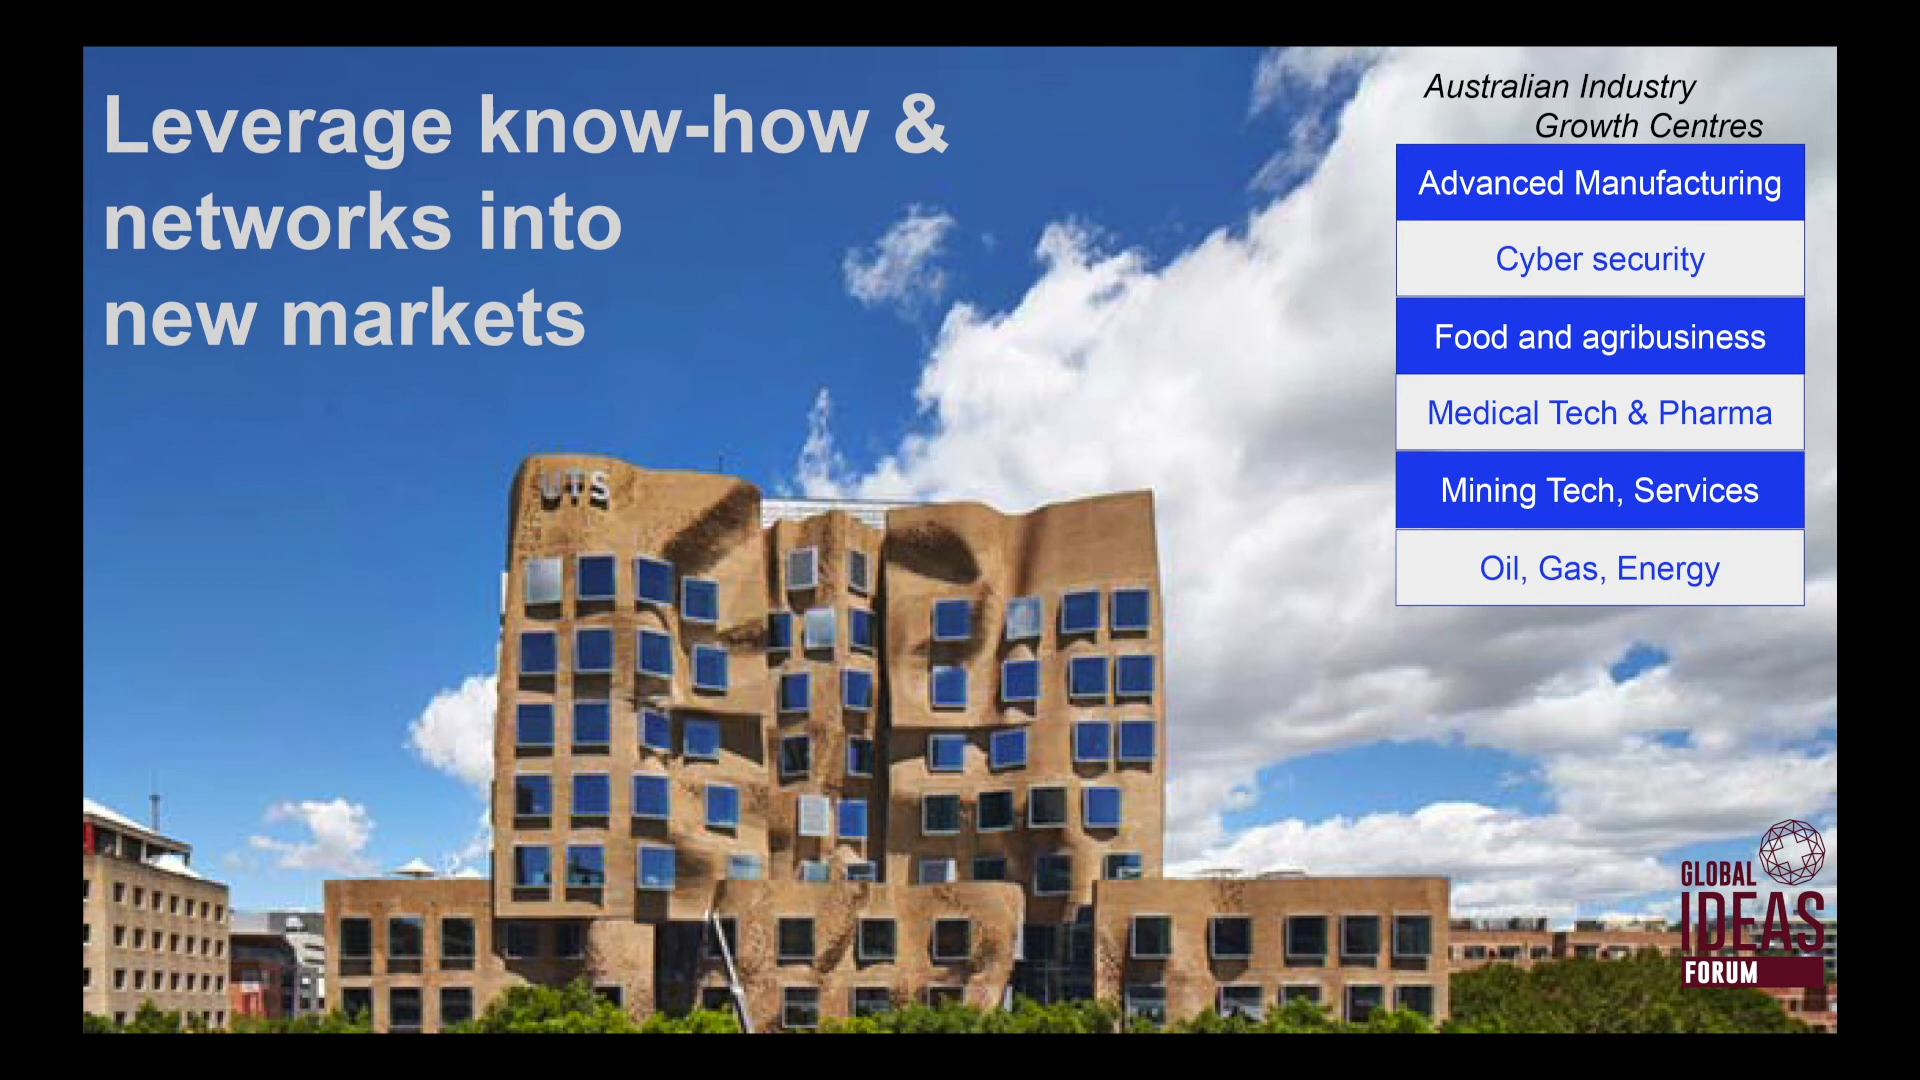 Leverage know-how &
networks into
new markets
Australian Industry
Growth Centres
Advanced Manufacturing
Cyber security
Food and agribusiness
Medical Tech & Pharma
Mining Tech, Services
Oil, Gas, Energy
UTS
GLOBAL
IDEAS
FORUM